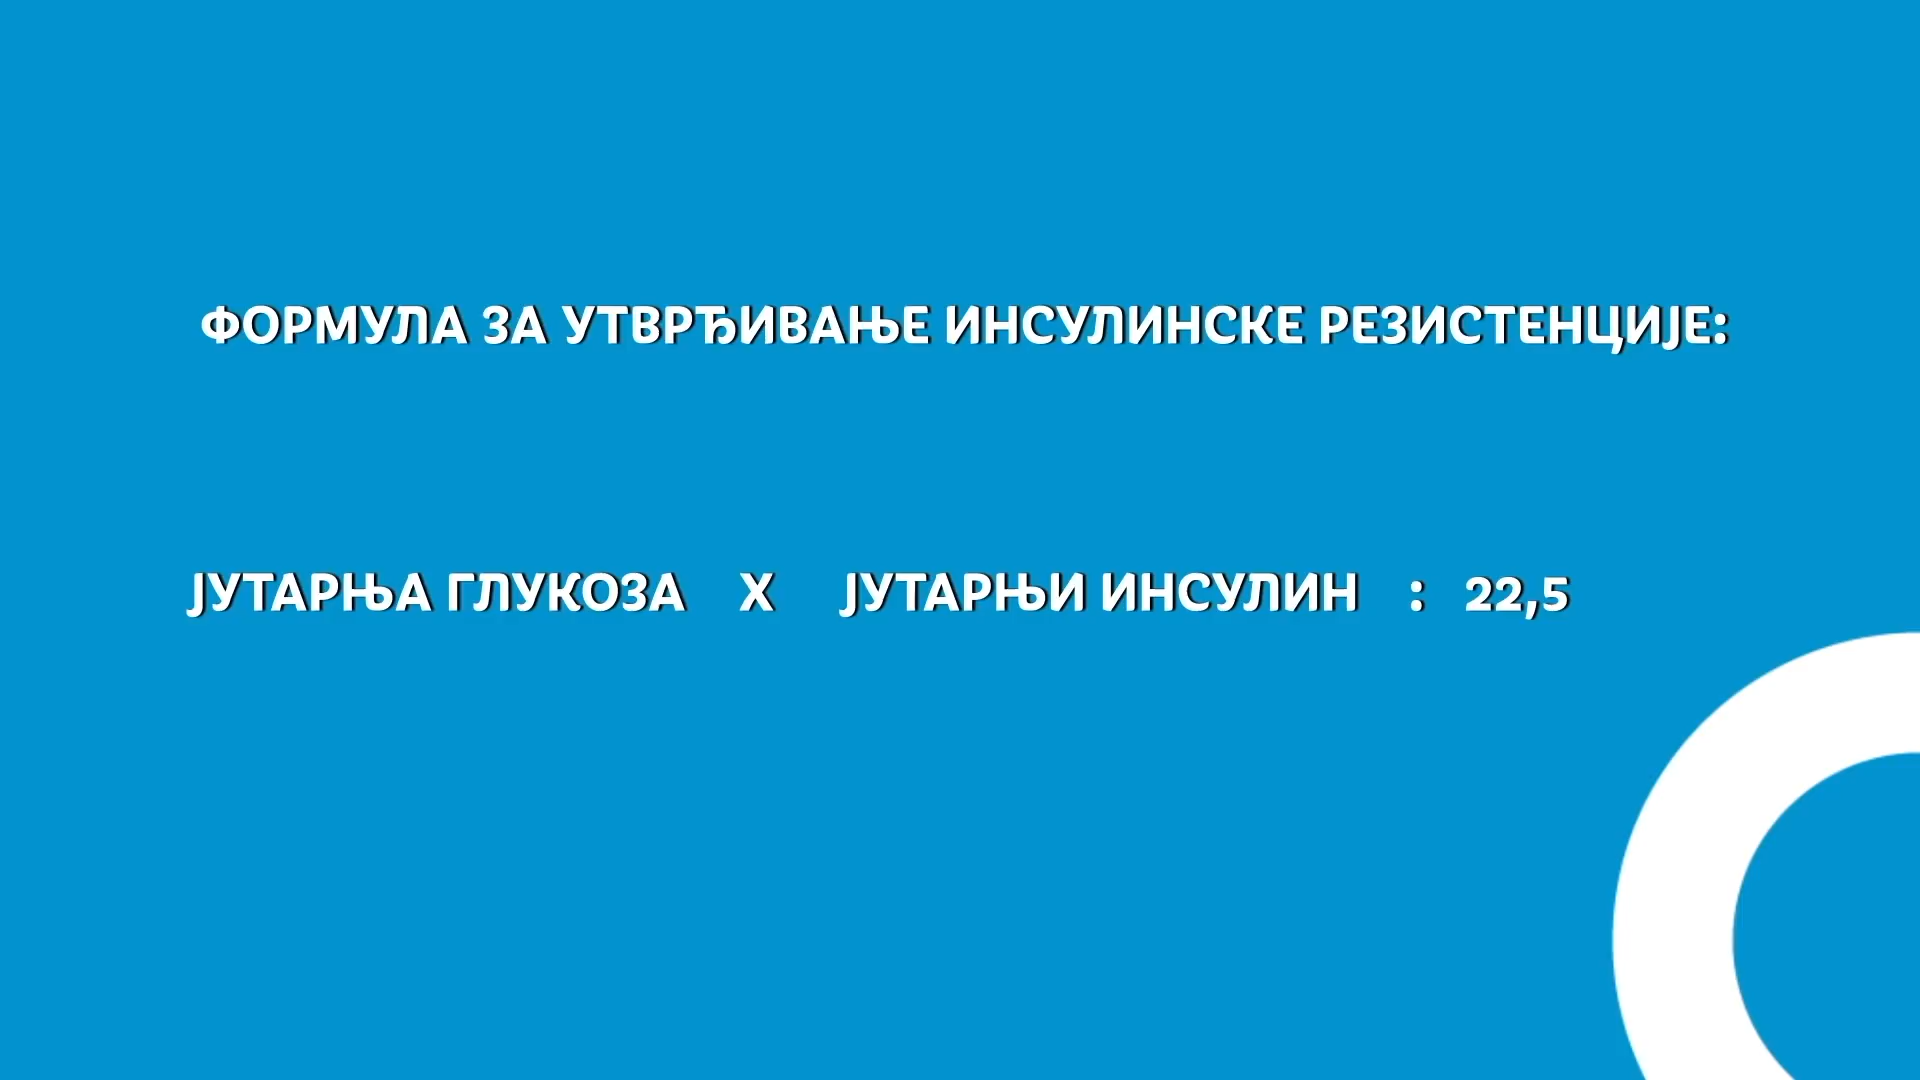 ФОРМУЛА ЗА УТВРЂИВАЊЕ ИНСУЛИНСКЕ РЕЗИСТЕНЦИЈЕ:
ЈУТАРЊА ГЛУКОЗА X ЈУТАРЊИ ИНСУЛИН : 22,5